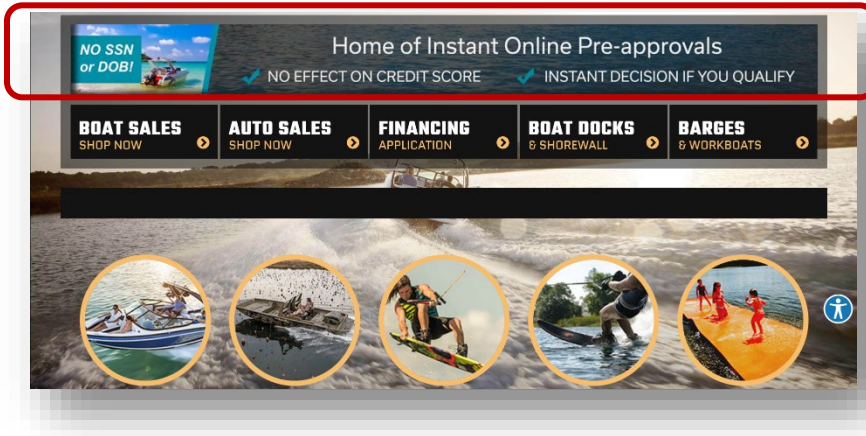 NO SSN
or DOB!
Home of Instant Online Pre-approvals
NO EFFECT ON CREDIT SCORE INSTANT DECISION IF YOU QUALIFY
BOAT SALES
SHOP NOW
AUTO SALES
SHOP NOW
FINANCING
APPLICATION
BOAT DOCKS
& SHOREWALL
BARGES
& WORKBOATS